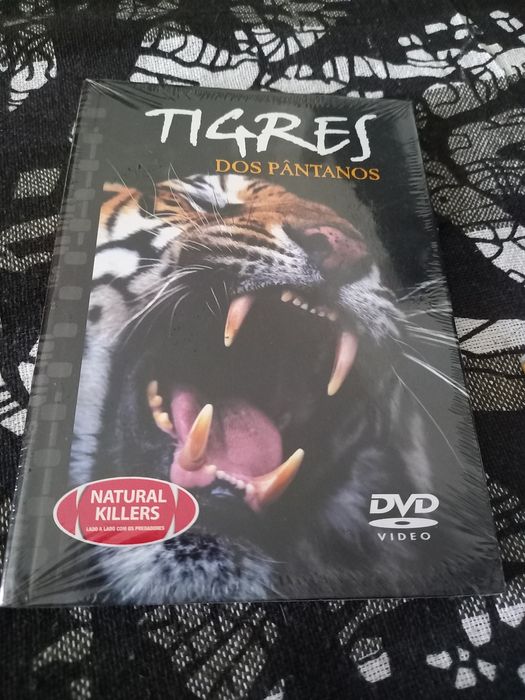 TIGRES
DOS PÂNTANOS
NATURAL
KILLERS
LADO A LADO COM OS PREDADORES
DVD
VIDEO